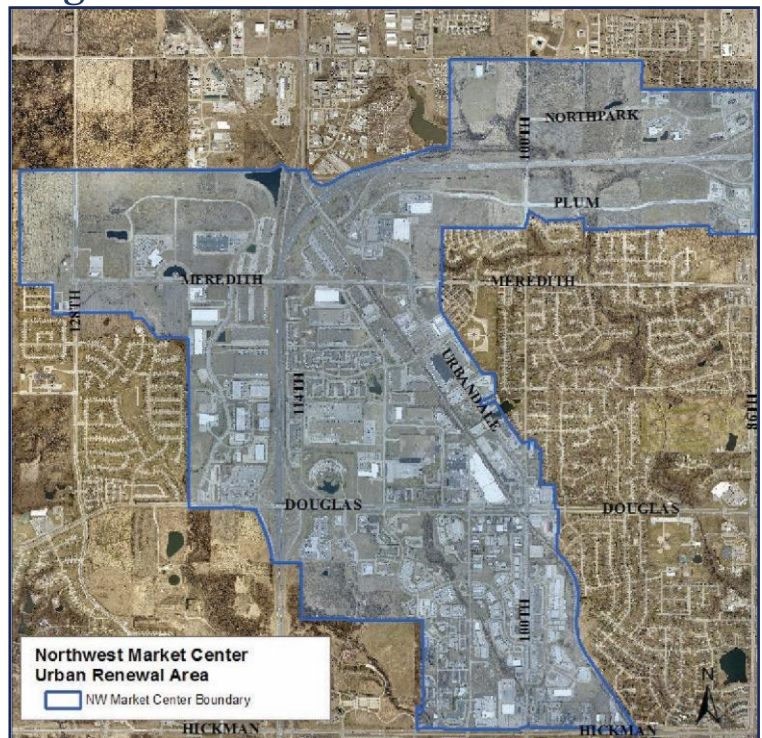 100TH
NORTHPARK
PLUM
MEREDITH
MEREDITH
128TH
URBANDALE
114TH
86TH
DOUGLAS
DOUGLAS
100TH
Northwest Market Center
Urban Renewal Area
NW Market Center Boundary
N
HICKMAN
HICKMAN